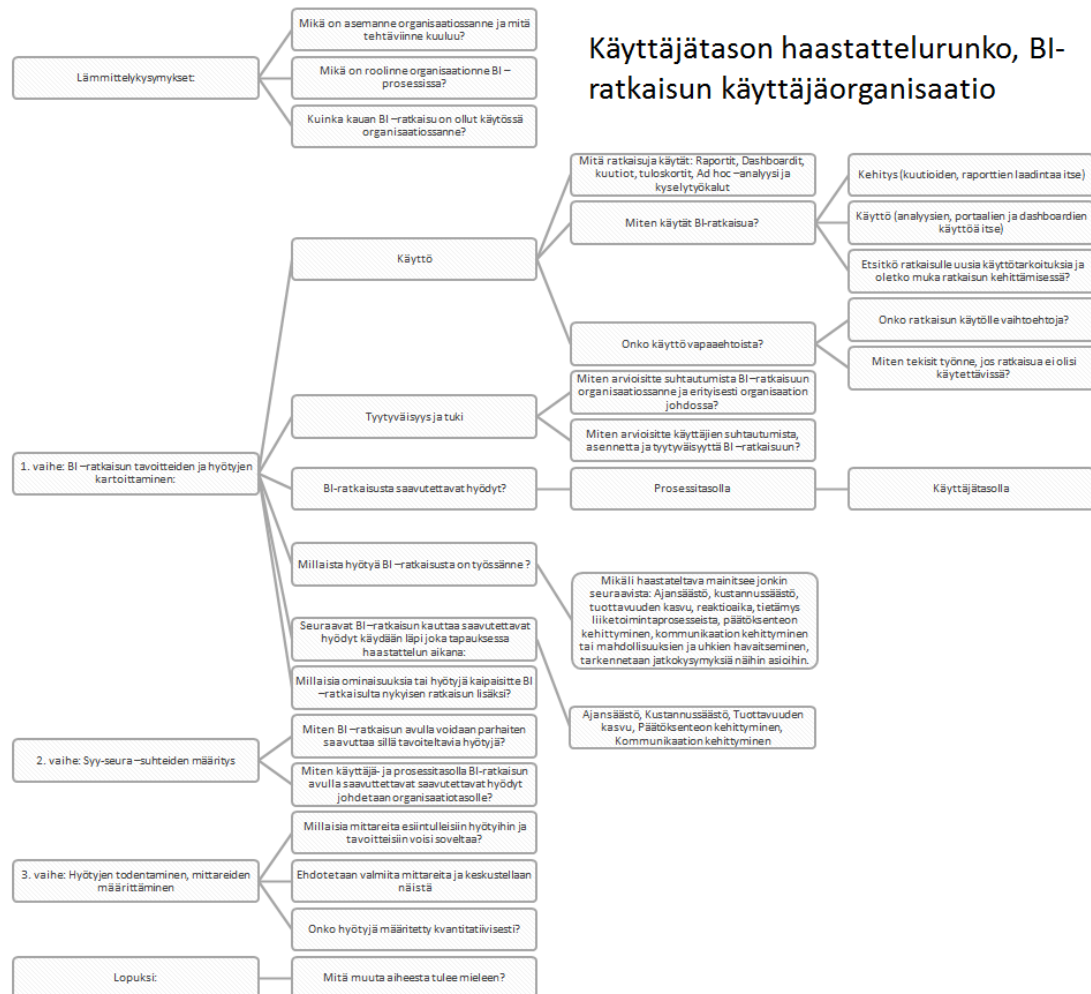 Käyttäjätason haastattelurunko, BI-
ratkaisun käyttäjäorganisaatio
Lämmittelykysymykset:
Mikä on asemanne organisaatiossanne ja mitä
tehtäviinne kuuluu?
Mikä on roolinne organisaationne BI –
prosessissa?
Kuinka kauan BI –ratkaisu on ollut käytössä
organisaatiossanne?
1. vaihe: BI –ratkaisun tavoitteiden ja hyötyjen
kartoittaminen:
Käyttö
Mitä ratkaisuja käytät: Raportit, Dashboardit,
kuutiot, tuloskortit, Ad hoc –analyysi ja
kyselytyökalut
Miten käytät BI-ratkaisua?
Kehitys (kuutioiden, raporttien laadintaa itse)
Käyttö (analyysien, portaalien ja dashboardien
käyttöä itse)
Etsitkö ratkaisulle uusia käyttötarkoituksia ja
oletko muka ratkaisun kehittämisessä?
Onko käyttö vapaaehtoista?
Onko ratkaisun käytölle vaihtoehtoja?
Miten tekisit työnne, jos ratkaisua ei olisi
käytettävissä?
Tyytyväisyys ja tuki
Miten arvioisitte suhtautumista BI –ratkaisuun
organisaatiossanne ja erityisesti organisaation
johdossa?
Miten arvioisitte käyttäjien suhtautumista,
asennetta ja tyytyväisyyttä BI –ratkaisuun?
BI-ratkaisusta saavutettavat hyödyt?
Prosessitasolla
Käyttäjätasolla
Millaista hyötyä BI –ratkaisusta on työssänne ?
Mikäli haastateltava mainitsee jonkin
seuraavista: Ajansäästö, kustannussäästö,
tuottavuuden kasvu, reaktioaika, tietämys
liiketoimintaprosesseista, päätöksenteon
kehittyminen, kommunikaation kehittyminen
tai mahdollisuuksien ja uhkien havaitseminen,
tarkennetaan jatkokysymyksiä näihin asioihin.
Seuraavat BI –ratkaisun kautta saavutettavat
hyödyt käydään läpi joka tapauksessa
haastattelun aikana:
Ajansäästö, Kustannussäästö, Tuottavuuden
kasvu, Päätöksenteon kehittyminen,
Kommunikaation kehittyminen
Millaisia ominaisuuksia tai hyötyjä kaipaisitte BI
–ratkaisulta nykyisen ratkaisun lisäksi?
2. vaihe: Syy-seura –suhteiden määritys
Miten BI –ratkaisun avulla voidaan parhaiten
saavuttaa sillä tavoiteltavia hyötyjä?
Miten käyttäjä- ja prosessitasolla BI-ratkaisun
avulla saavuttettavat saavutettavat hyödyt
johdetaan organisaatiotasolle?
3. vaihe: Hyötyjen todentaminen, mittareiden
määrittäminen
Millaisia mittareita esiintulleisiin hyötyihin ja
tavoitteisiin voisi soveltaa?
Ehdotetaan valmiita mittareita ja keskustellaan
näistä
Onko hyötyjä määritetty kvantitatiivisesti?
Lopuksi:
Mitä muuta aiheesta tulee mieleen?